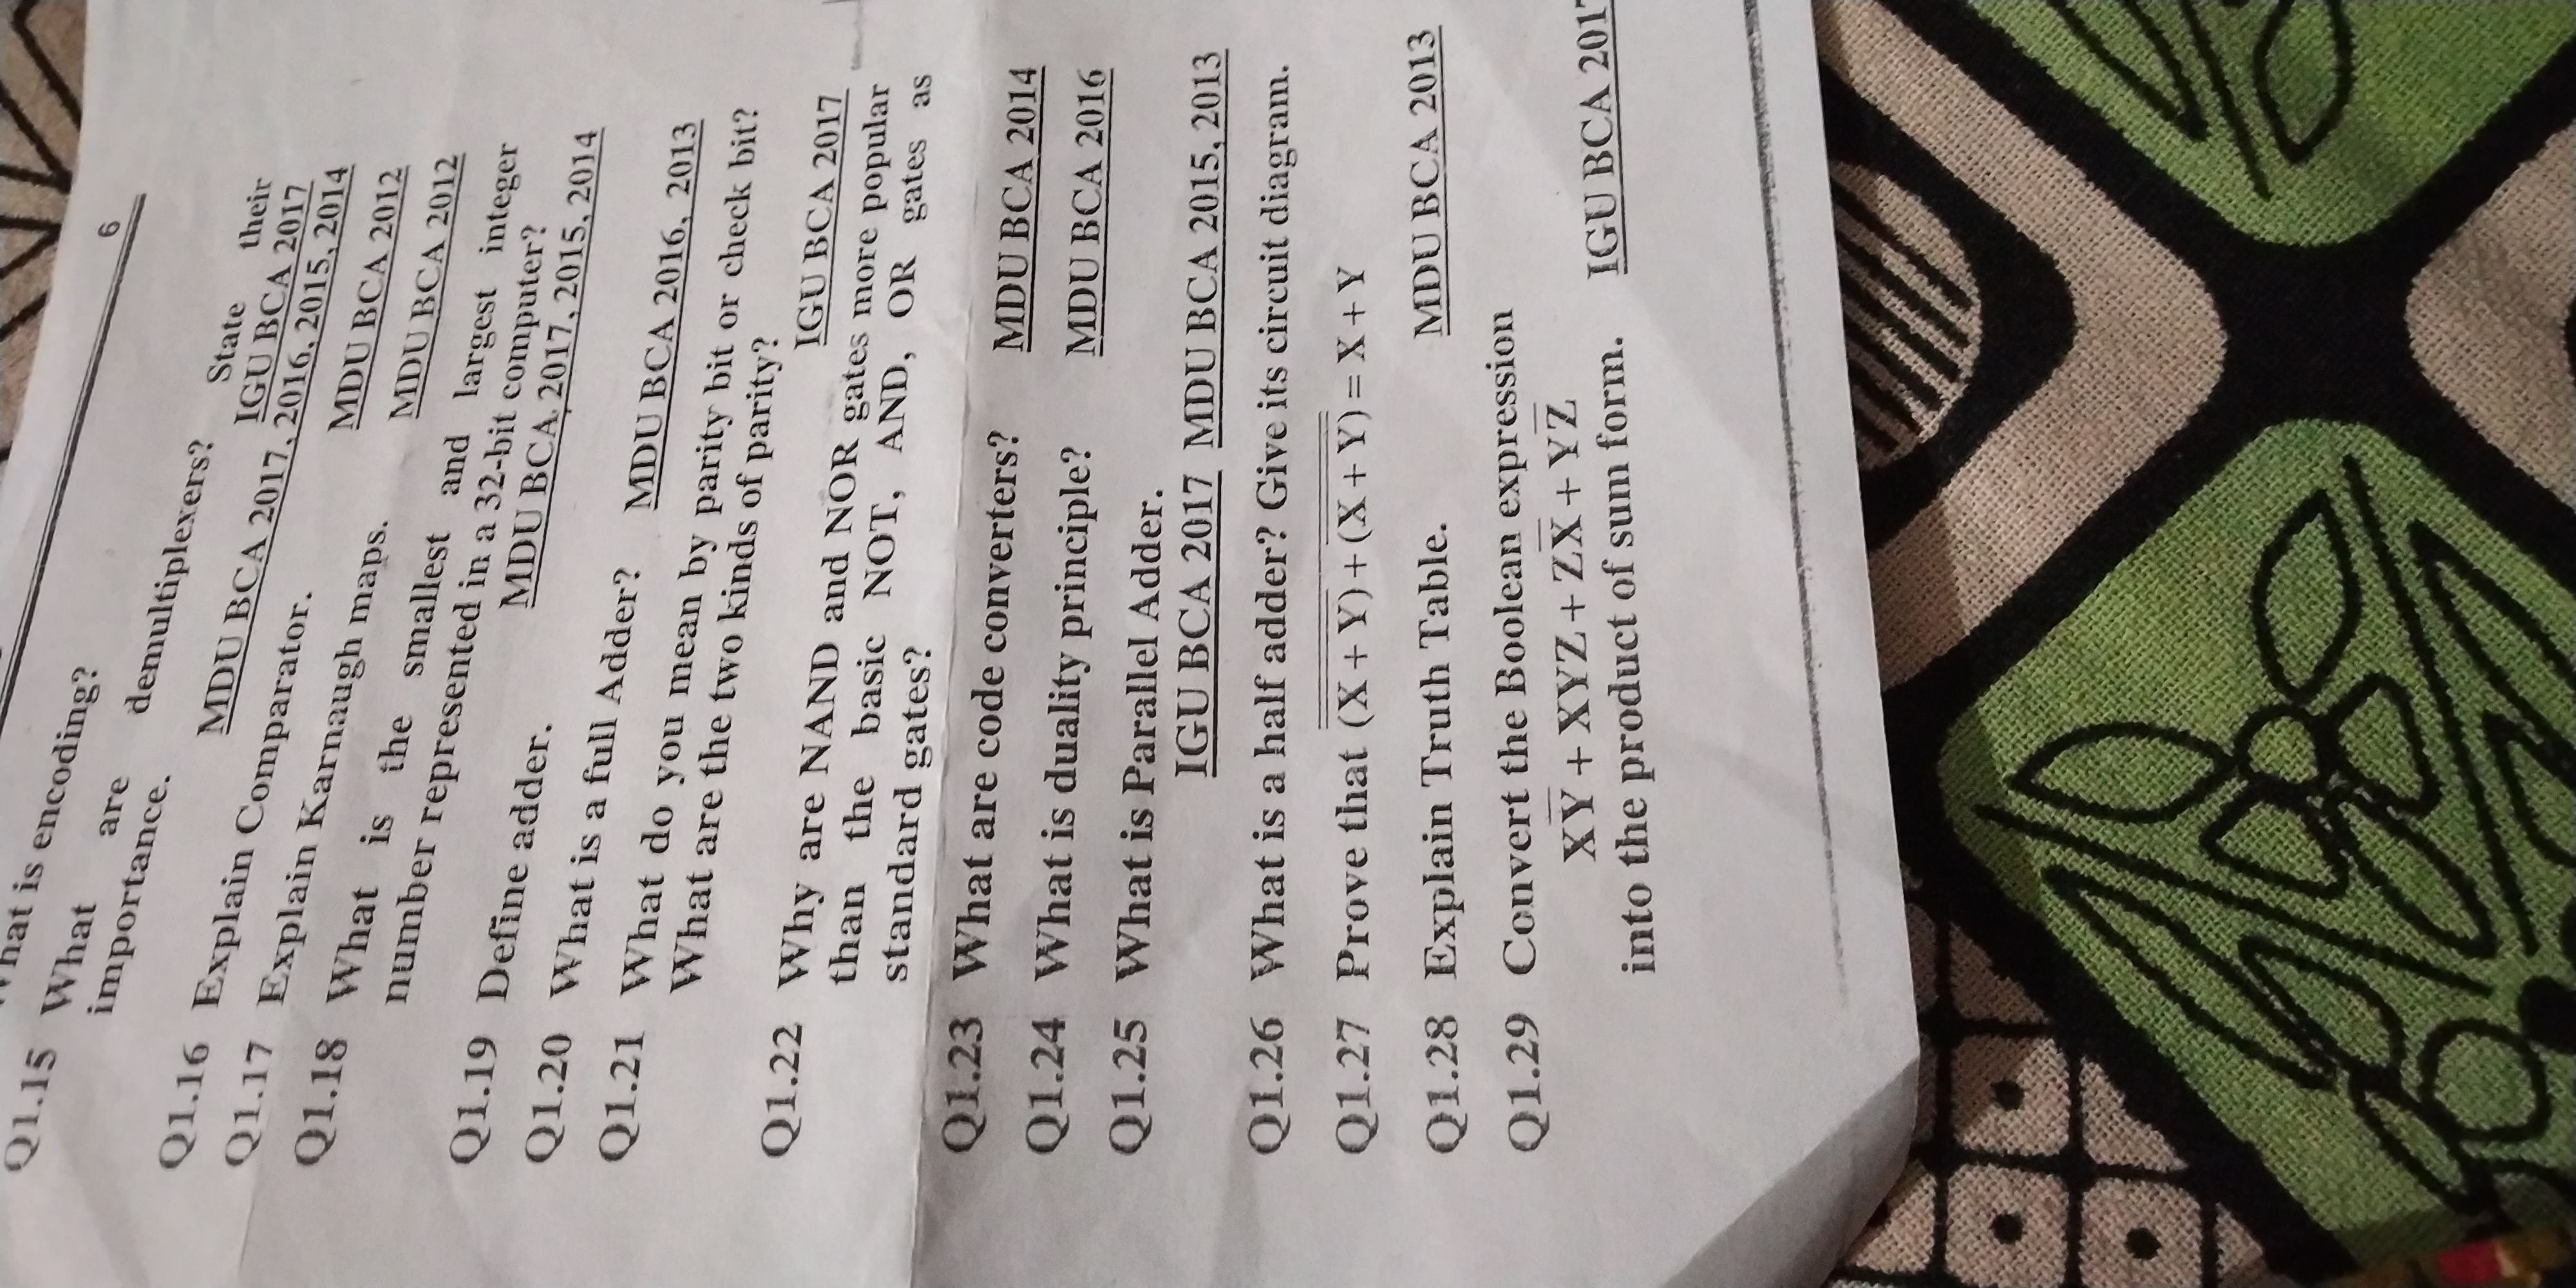 What is encoding?
6
Q1.15 What are demultiplexers? State their
importance. IGU BCA 2017
MDU BCA 2017, 2016, 2015, 2014
Q1.16 Explain Comparator. MDU BCA 2012
Q1.17 Explain Karnaugh maps. MDU BCA 2012
Q1.18 What is the smallest and largest integer
number represented in a 32-bit computer?
MDU BCA 2017, 2015, 2014
Q1.19 Define adder.
Q1.20 What is a full Adder? MDU BCA 2016, 2013
Q1.21 What do you mean by parity bit or check bit?
What are the two kinds of parity?
IGU BCA 2017
Q1.22 Why are NAND and NOR gates more popular
than the basic NOT, AND, OR gates as
standard gates?
Q1.23 What are code converters? MDU BCA 2014
Q1.24 What is duality principle? MDU BCA 2016
Q1.25 What is Parallel Adder.
IGU BCA 2017 MDU BCA 2015, 2013
Q1.26 What is a half adder? Give its circuit diagram.
Q1.27 Prove that \overline{\overline{(X + Y)}} + \overline{\overline{(X + Y)}} = X + Y
Q1.28 Explain Truth Table. MDU BCA 2013
Q1.29 Convert the Boolean expression
XY̅ + XYZ + ZX̅ + YZ̅
into the product of sum form. IGU BCA 2017